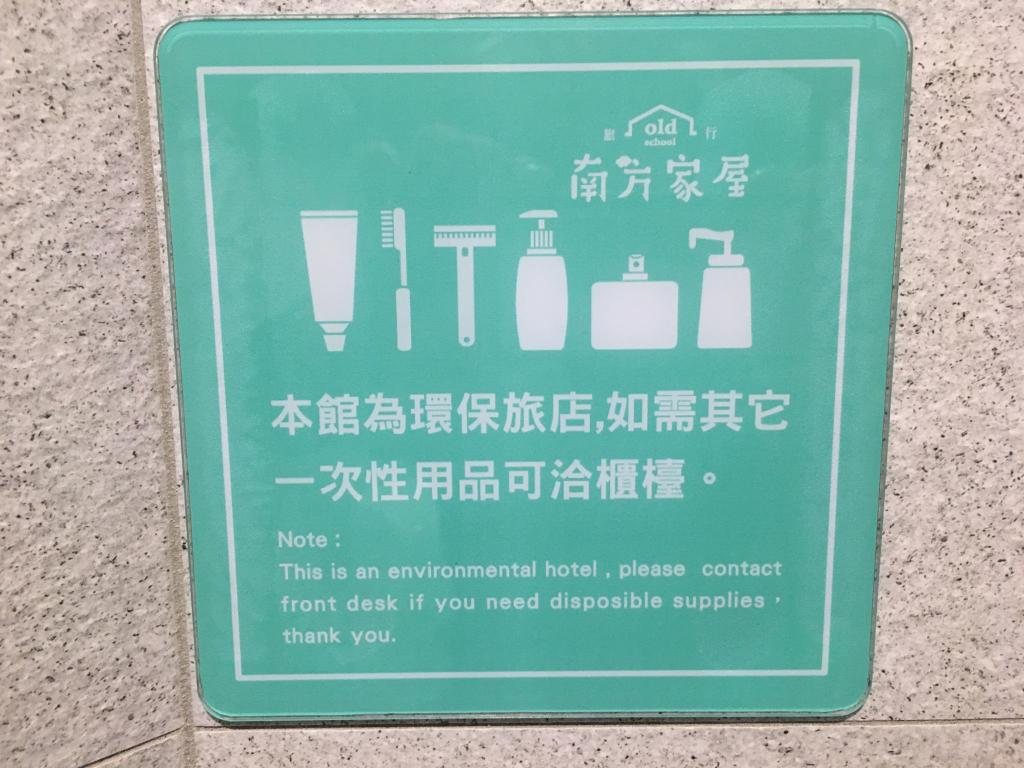 旅 old 行
school
南方家屋
本館為環保旅店,如需其它
一次性用品可洽櫃檯。
Note :
This is an environmental hotel , please contact
front desk if you need disposible supplies ,
thank you.